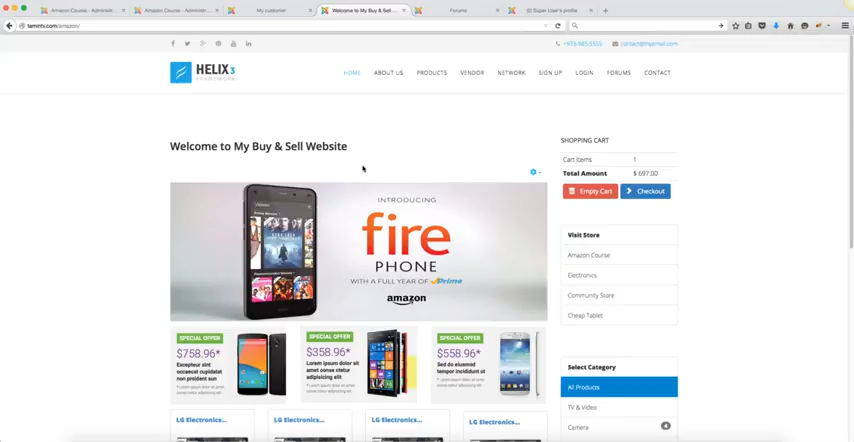 Amazon Course - Administr...
Amazon Course - Administr...
My customer
Welcome to My Buy & Sell ...
Forums
(0) Super User's profile
tamintv.com/amazon/
contact@myemail.com
HELIX3
FRAMEWORK
HOME
ABOUT US
PRODUCTS
VENDOR
NETWORK
SIGN UP
LOGIN
FORUMS
CONTACT
Welcome to My Buy & Sell Website
SHOPPING CART
Cart Items 1
Total Amount $ 697.00
Empty Cart
Checkout
INTRODUCING
fire
PHONE
WITH A FULL YEAR OF Prime
amazon
Visit Store
Amazon Course
Electronics
Community Store
Cheap Tablet
SPECIAL OFFER
$758.96*
Excepteur sint
occaecat cupidatat
non proident sun
SPECIAL OFFER
$358.96*
Lorem ipsum dolor
sit amet conse ctetur
adipisicing elit
SPECIAL OFFER
$558.96*
Sed do eiusmod
tempor incididunt ut
Select Category
All Products
TV & Video
Camera 4
LG Electronics...
LG Electronics...
LG Electronics...
LG Electronics...